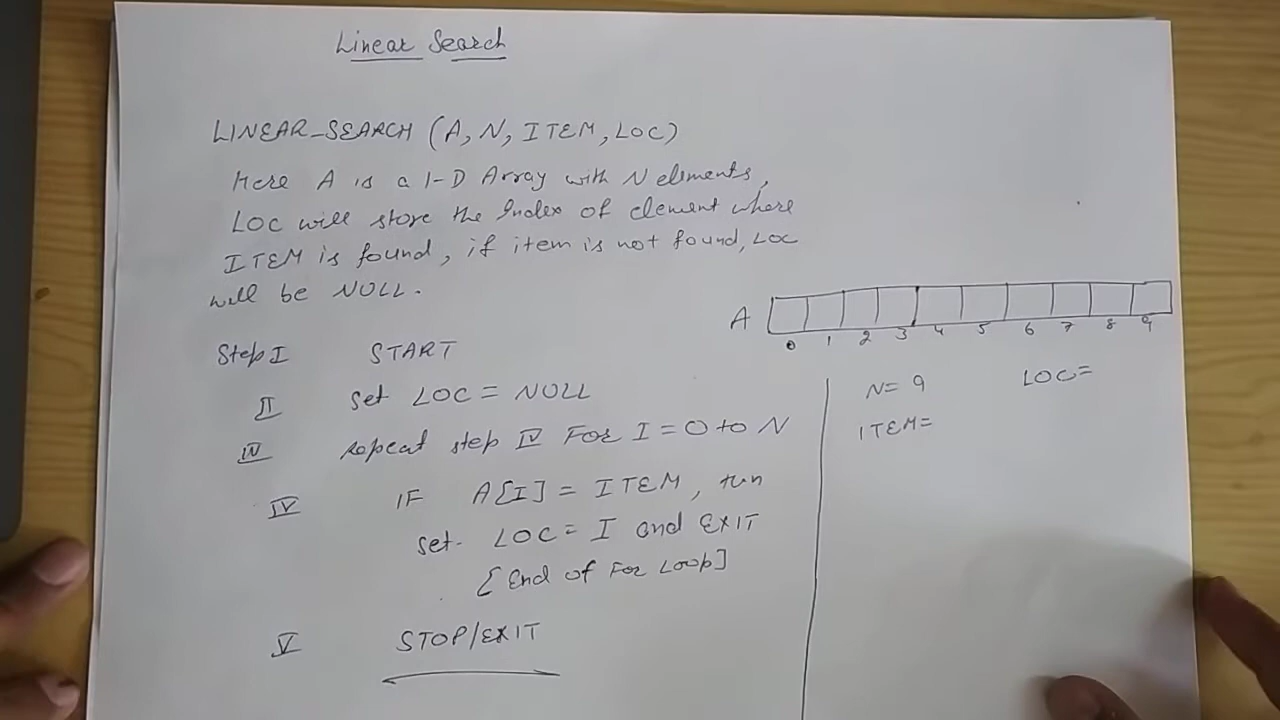 Linear Search
LINEAR_SEARCH (A, N, ITEM, LOC)
Here A is a 1-D Array with N elements,
LOC will store the Index of element where
ITEM is found, if item is not found, LOC
will be NULL.
Step I START
II Set LOC = NULL
III Repeat step IV FOR I = 0 to N
IV IF A[I] = ITEM, then
set LOC = I and EXIT
[End of For Loop]
V STOP/EXIT
A
0 1 2 3 4 5 6 7 8 9
N = 9 LOC =
ITEM =